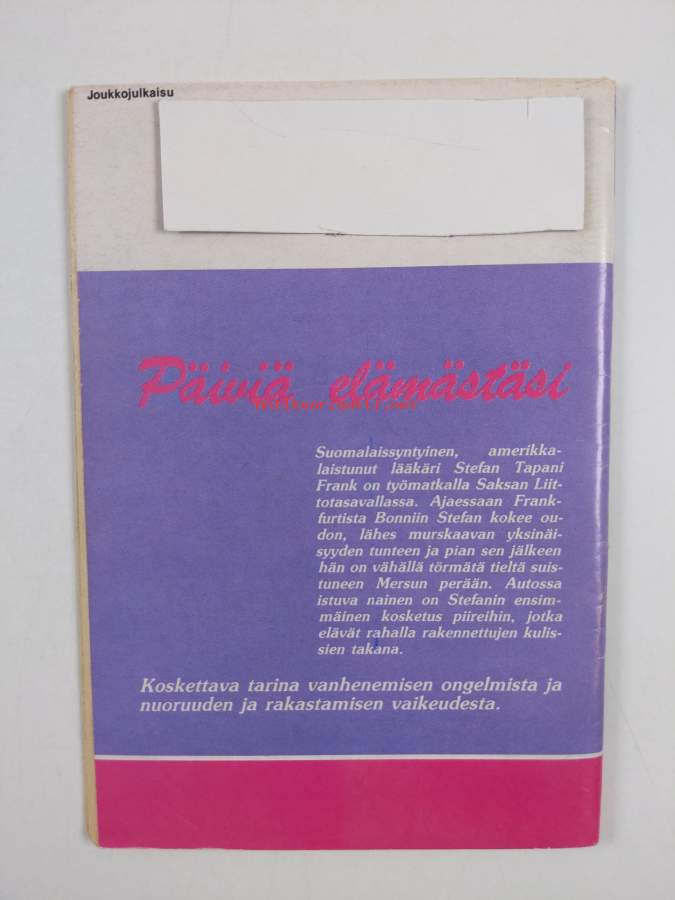 Joukkojulkaisu
Päiviä elämästäsi
Suomalaissyntyinen, amerikka-
laistunut lääkäri Stefan Tapani
Frank on työmatkalla Saksan Liit-
totasavallassa. Ajaessaan Frank-
furtista Bonniin Stefan kokee ou-
don, lähes murskaavan yksinäi-
syyden tunteen ja pian sen jälkeen
hän on vähällä törmätä tieltä suis-
tuneen Mersun perään. Autossa
istuva nainen on Stefanin ensim-
mäinen kosketus piireihin, jotka
elävät rahalla rakennettujen kulis-
sien takana.
Koskettava tarina vanhenemisen ongelmista ja
nuoruuden ja rakastamisen vaikeudesta.